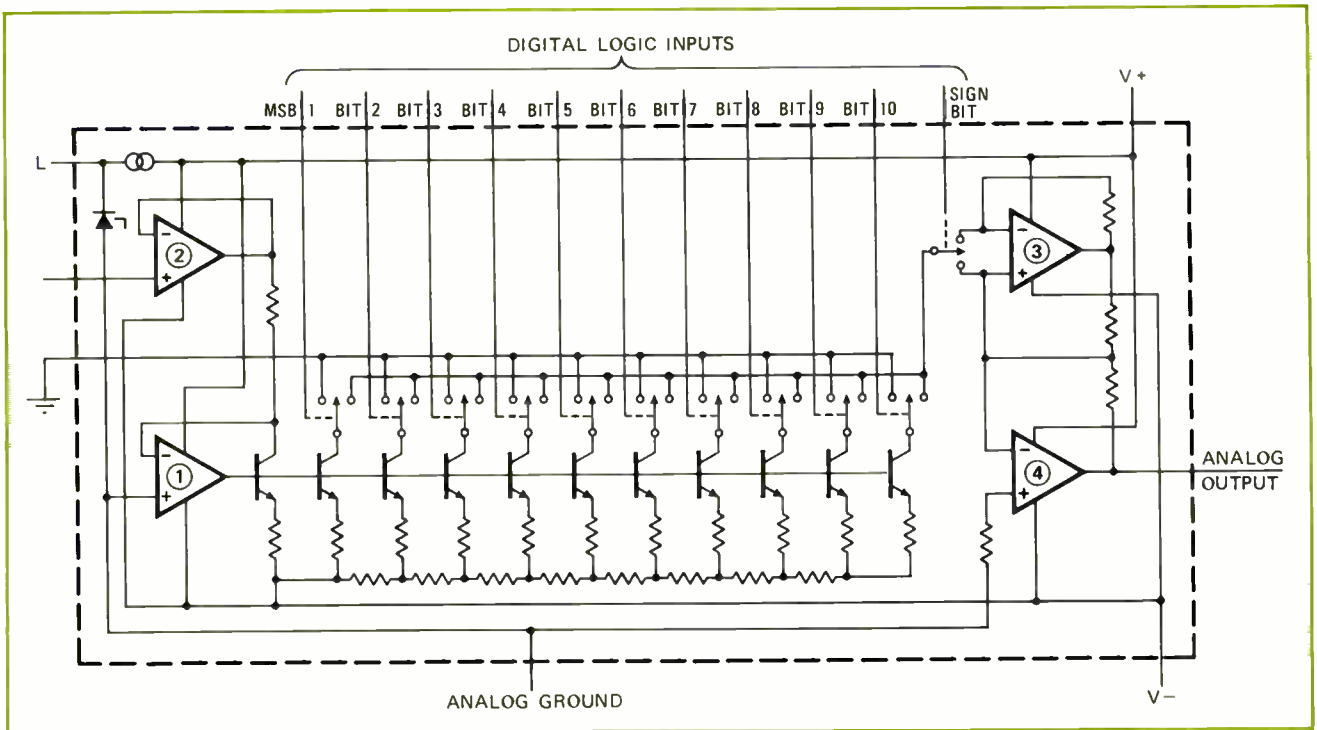 DIGITAL LOGIC INPUTS
V+
MSB 1 BIT 2 BIT 3 BIT 4 BIT 5 BIT 6 BIT 7 BIT 8 BIT 9 BIT 10 SIGN BIT
L
2
3
1
4
ANALOG OUTPUT
ANALOG GROUND
V−